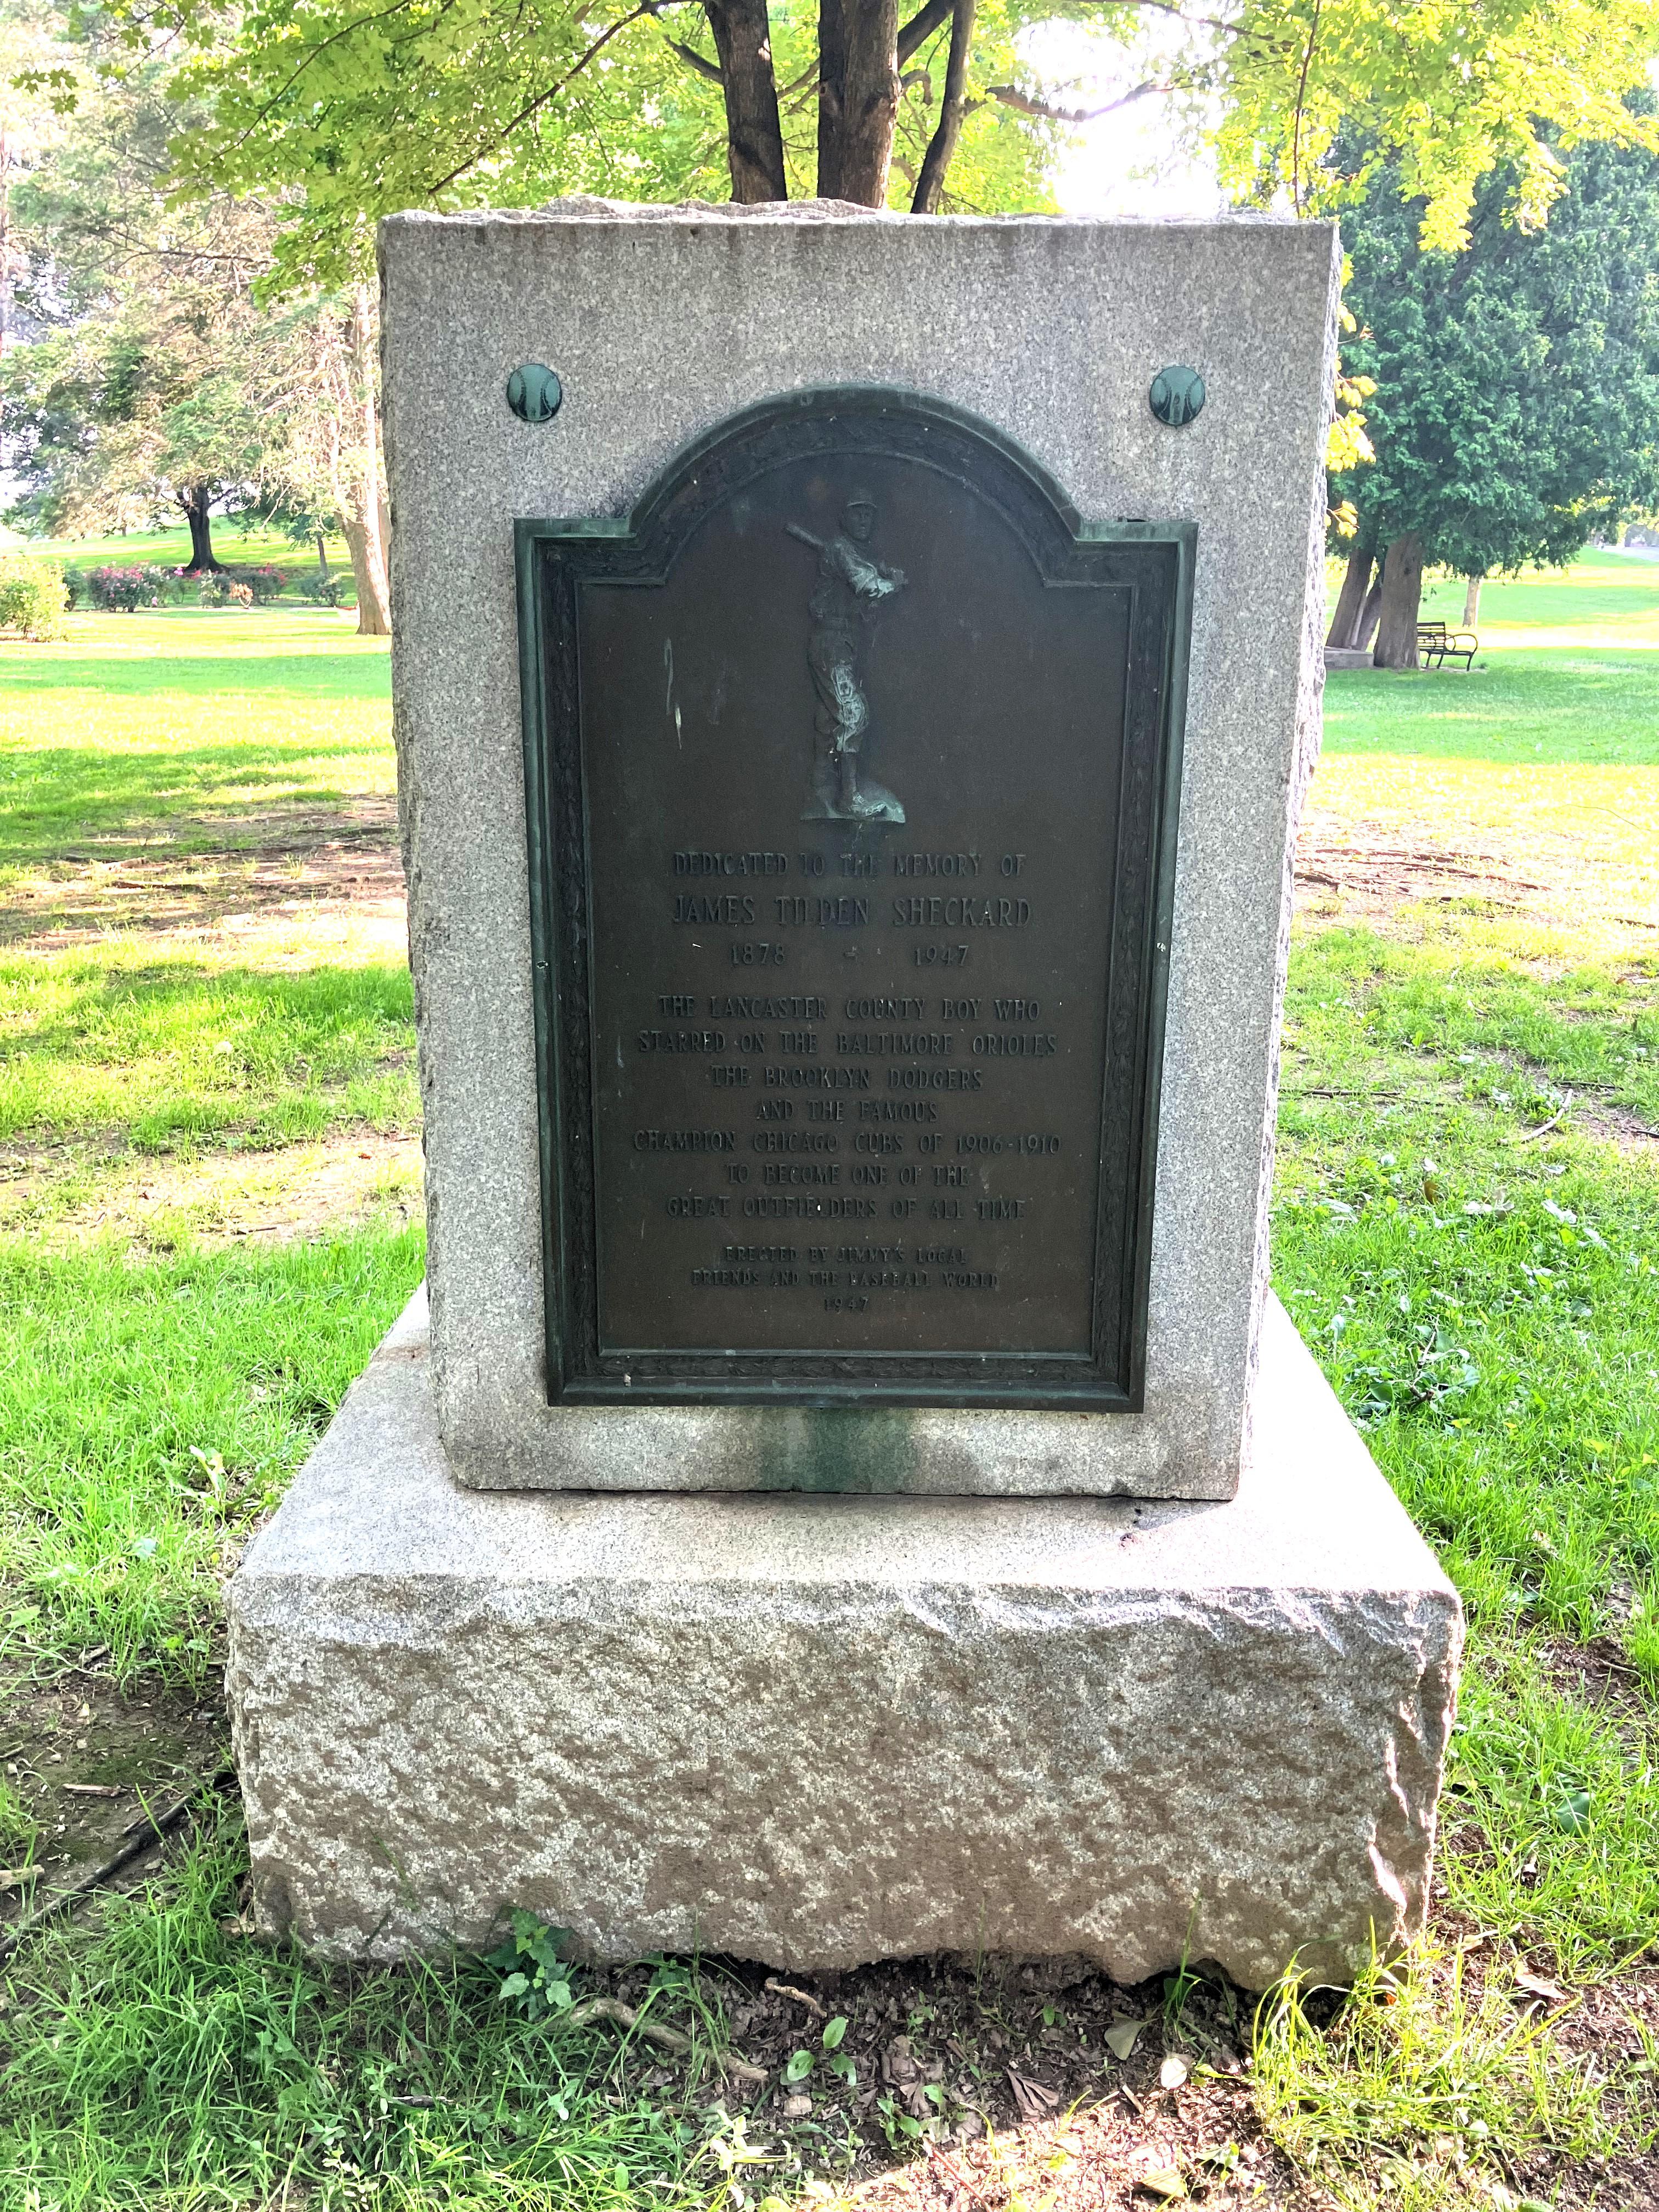 DEDICATED TO THE MEMORY OF
JAMES TILDEN SHECKARD
1878 - 1947
THE LANCASTER COUNTY BOY WHO
STARRED ON THE BALTIMORE ORIOLES
THE BROOKLYN DODGERS
AND THE FAMOUS
CHAMPION CHICAGO CUBS OF 1906-1910
TO BECOME ONE OF THE
GREAT OUTFIELDERS OF ALL TIME
ERECTED BY JIMMY'S LOCAL
FRIENDS AND THE BASEBALL WORLD
1947